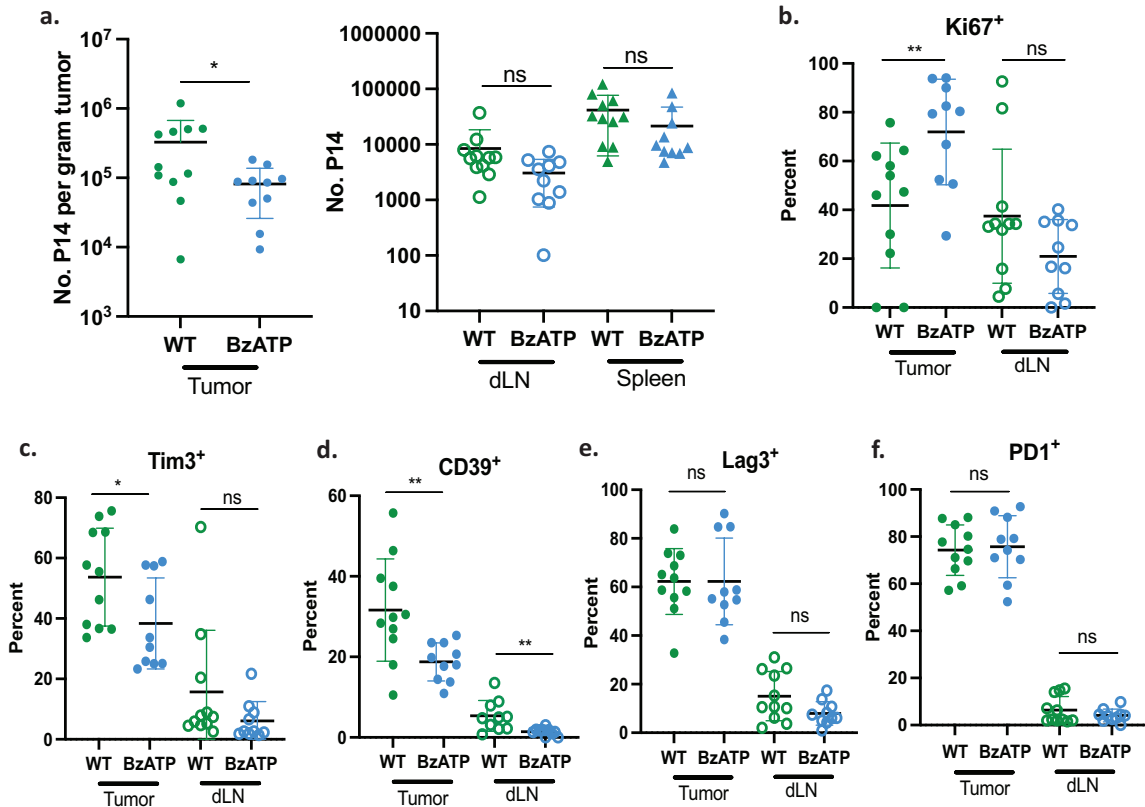 a.
No. P14 per gram tumor
10⁷
10⁶
10⁵
10⁴
10³
*
WT BzATP
Tumor
No. P14
1000000
100000
10000
1000
100
10
ns
ns
WT BzATP WT BzATP
dLN Spleen
b.
Ki67⁺
Percent
100
80
60
40
20
0
**
ns
WT BzATP WT BzATP
Tumor dLN
c.
Tim3⁺
Percent
80
60
40
20
0
*
ns
WT BzATP WT BzATP
Tumor dLN
d.
CD39⁺
Percent
60
40
20
0
**
**
WT BzATP WT BzATP
Tumor dLN
e.
Lag3⁺
Percent
100
80
60
40
20
0
ns
ns
WT BzATP WT BzATP
Tumor dLN
f.
PD1⁺
Percent
100
80
60
40
20
0
ns
ns
WT BzATP WT BzATP
Tumor dLN